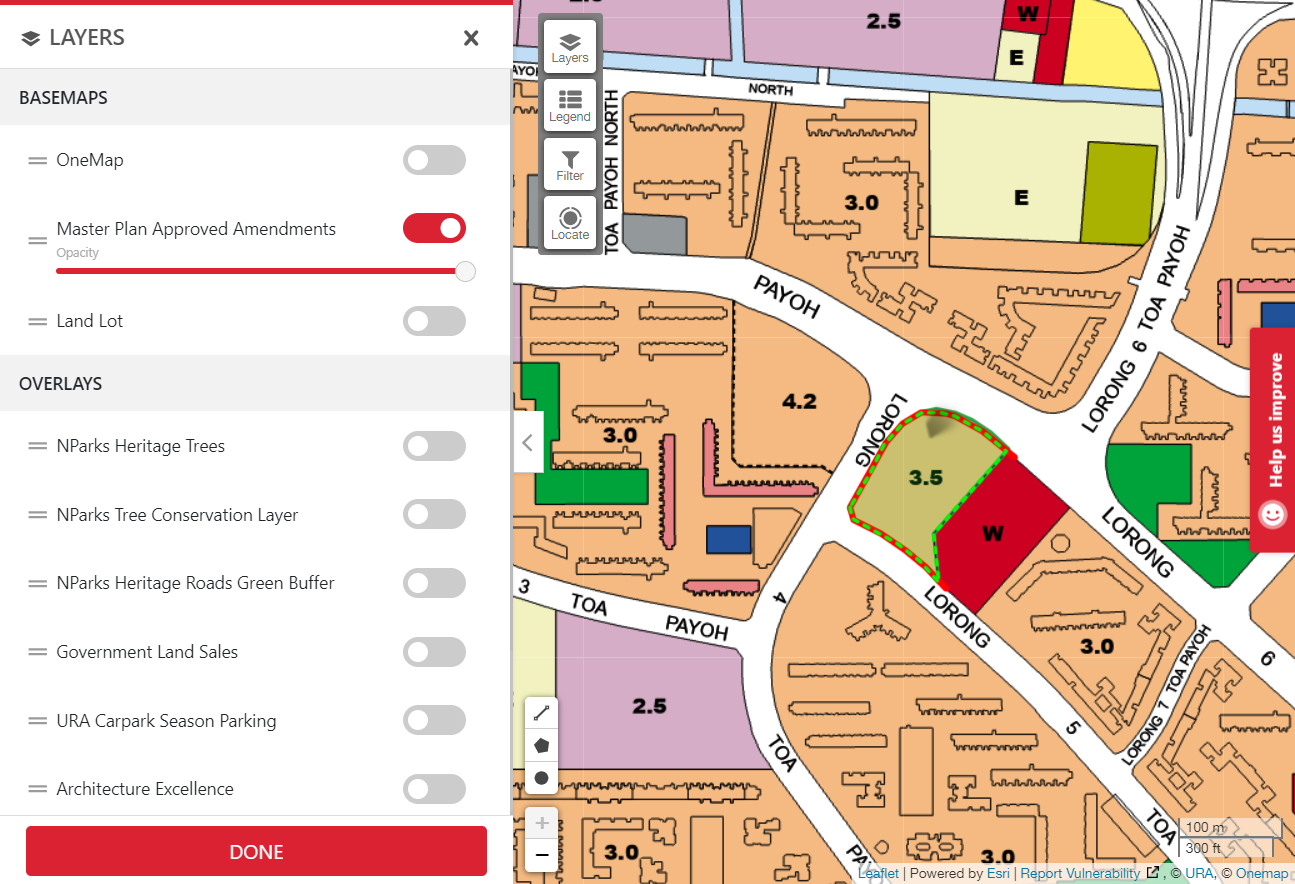 LAYERS
BASEMAPS
OneMap
Master Plan Approved Amendments
Opacity
Land Lot
OVERLAYS
NParks Heritage Trees
NParks Tree Conservation Layer
NParks Heritage Roads Green Buffer
Government Land Sales
URA Carpark Season Parking
Architecture Excellence
DONE
Layers
Legend
Filter
Locate
2.5
W
E
NORTH
TOA PAYOH NORTH
3.0
E
PAYOH
LORONG 6 TOA PAYOH
4.2
LORONG
3.0
3.5
W
LORONG
Help us improve
3
TOA
PAYOH
4
LORONG
3.0
6
LORONG 7 TOA PAYOH
2.5
5
TOA
TOA
3.0
3.0
100 m
300 ft
+
−
Leaflet | Powered by Esri | Report Vulnerability , © URA, © Onemap